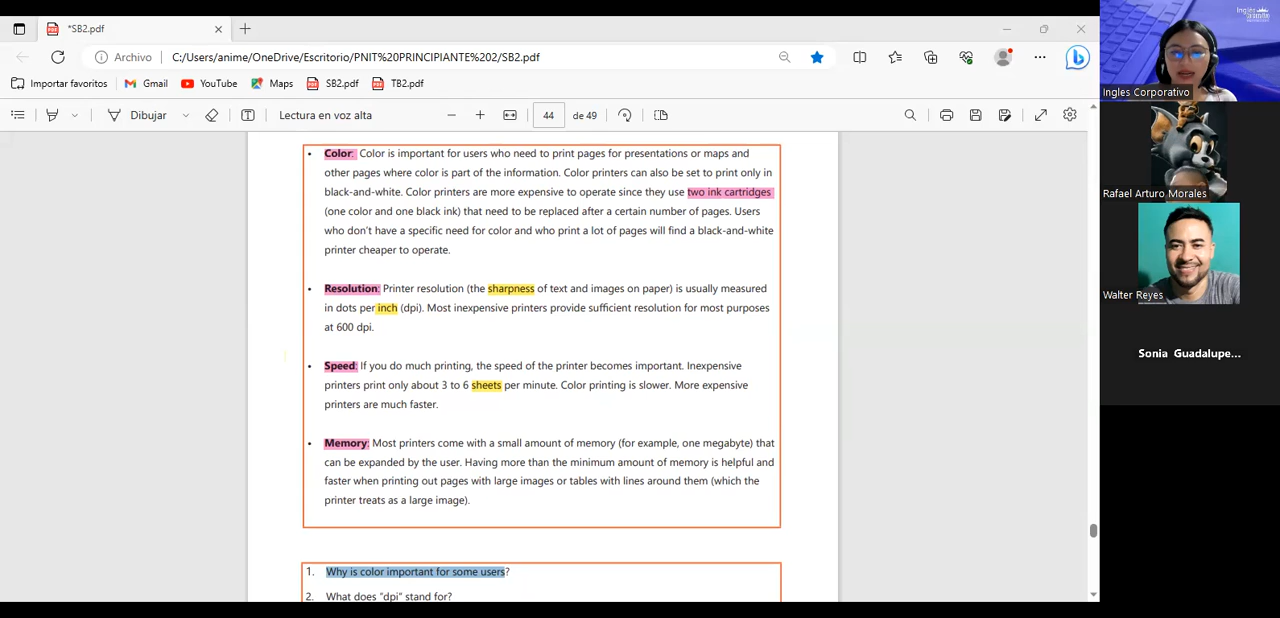 *SB2.pdf
Archivo
C:/Users/anime/OneDrive/Escritorio/PNIT%20PRINCIPIANTE%202/SB2.pdf
Importar favoritos
Gmail
YouTube
Maps
SB2.pdf
TB2.pdf
Dibujar
Lectura en voz alta
44
de 49
• Color: Color is important for users who need to print pages for presentations or maps and
other pages where color is part of the information. Color printers can also be set to print only in
black-and-white. Color printers are more expensive to operate since they use two ink cartridges
(one color and one black ink) that need to be replaced after a certain number of pages. Users
who don't have a specific need for color and who print a lot of pages will find a black-and-white
printer cheaper to operate.
• Resolution: Printer resolution (the sharpness of text and images on paper) is usually measured
in dots per inch (dpi). Most inexpensive printers provide sufficient resolution for most purposes
at 600 dpi.
• Speed: If you do much printing, the speed of the printer becomes important. Inexpensive
printers print only about 3 to 6 sheets per minute. Color printing is slower. More expensive
printers are much faster.
• Memory: Most printers come with a small amount of memory (for example, one megabyte) that
can be expanded by the user. Having more than the minimum amount of memory is helpful and
faster when printing out pages with large images or tables with lines around them (which the
printer treats as a large image).
1. Why is color important for some users?
2. What does "dpi" stand for?
Ingles Corporativo
Rafael Arturo Morales
Walter Reyes
Sonia Guadalupe...